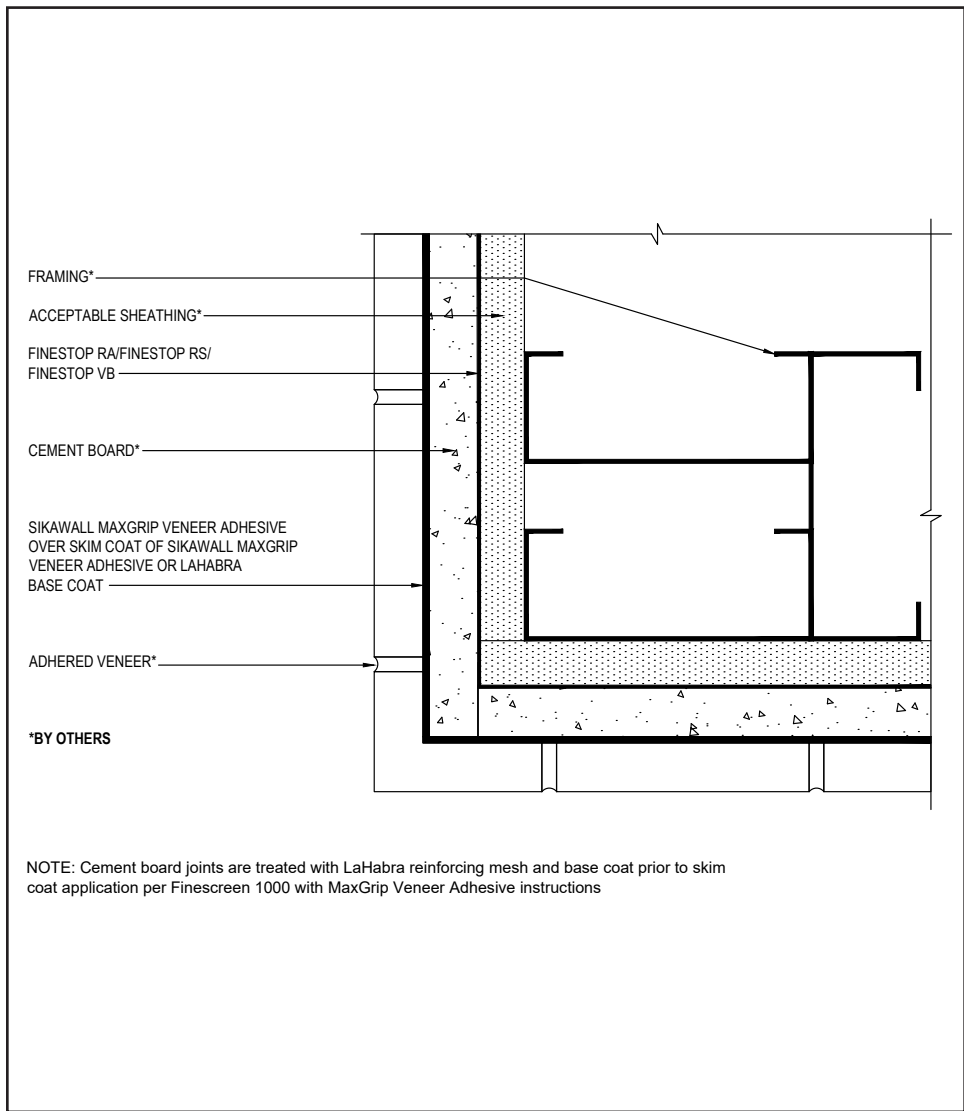 FRAMING*
ACCEPTABLE SHEATHING*
FINESTOP RA/FINESTOP RS/
FINESTOP VB
CEMENT BOARD*
SIKAWALL MAXGRIP VENEER ADHESIVE
OVER SKIM COAT OF SIKAWALL MAXGRIP
VENEER ADHESIVE OR LAHABRA
BASE COAT
ADHERED VENEER*
*BY OTHERS
NOTE: Cement board joints are treated with LaHabra reinforcing mesh and base coat prior to skim
coat application per Finescreen 1000 with MaxGrip Veneer Adhesive instructions